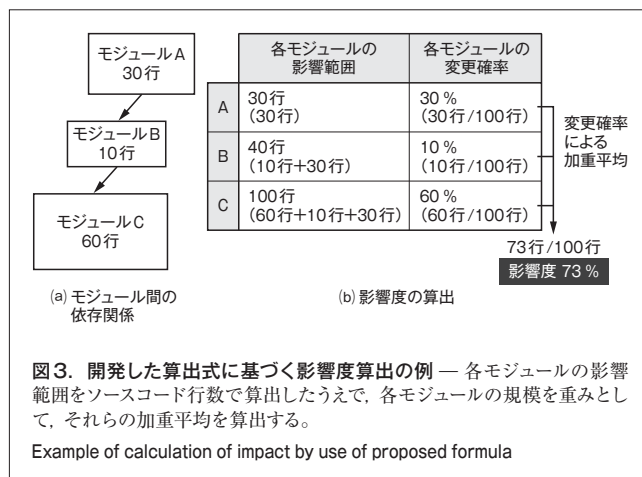 モジュールA
30行
モジュールB
10行
モジュールC
60行
(a) モジュール間の
依存関係
各モジュールの
影響範囲
各モジュールの
変更確率
A
30行
(30行)
30 %
(30行/100行)
B
40行
(10行+30行)
10 %
(10行/100行)
C
100行
(60行+10行+30行)
60 %
(60行/100行)
変更確率
による
加重平均
73行/100行
影響度 73 %
(b) 影響度の算出
図3. 開発した算出式に基づく影響度算出の例 — 各モジュールの影響
範囲をソースコード行数で算出したうえで, 各モジュールの規模を重みとし
て, それらの加重平均を算出する。
Example of calculation of impact by use of proposed formula